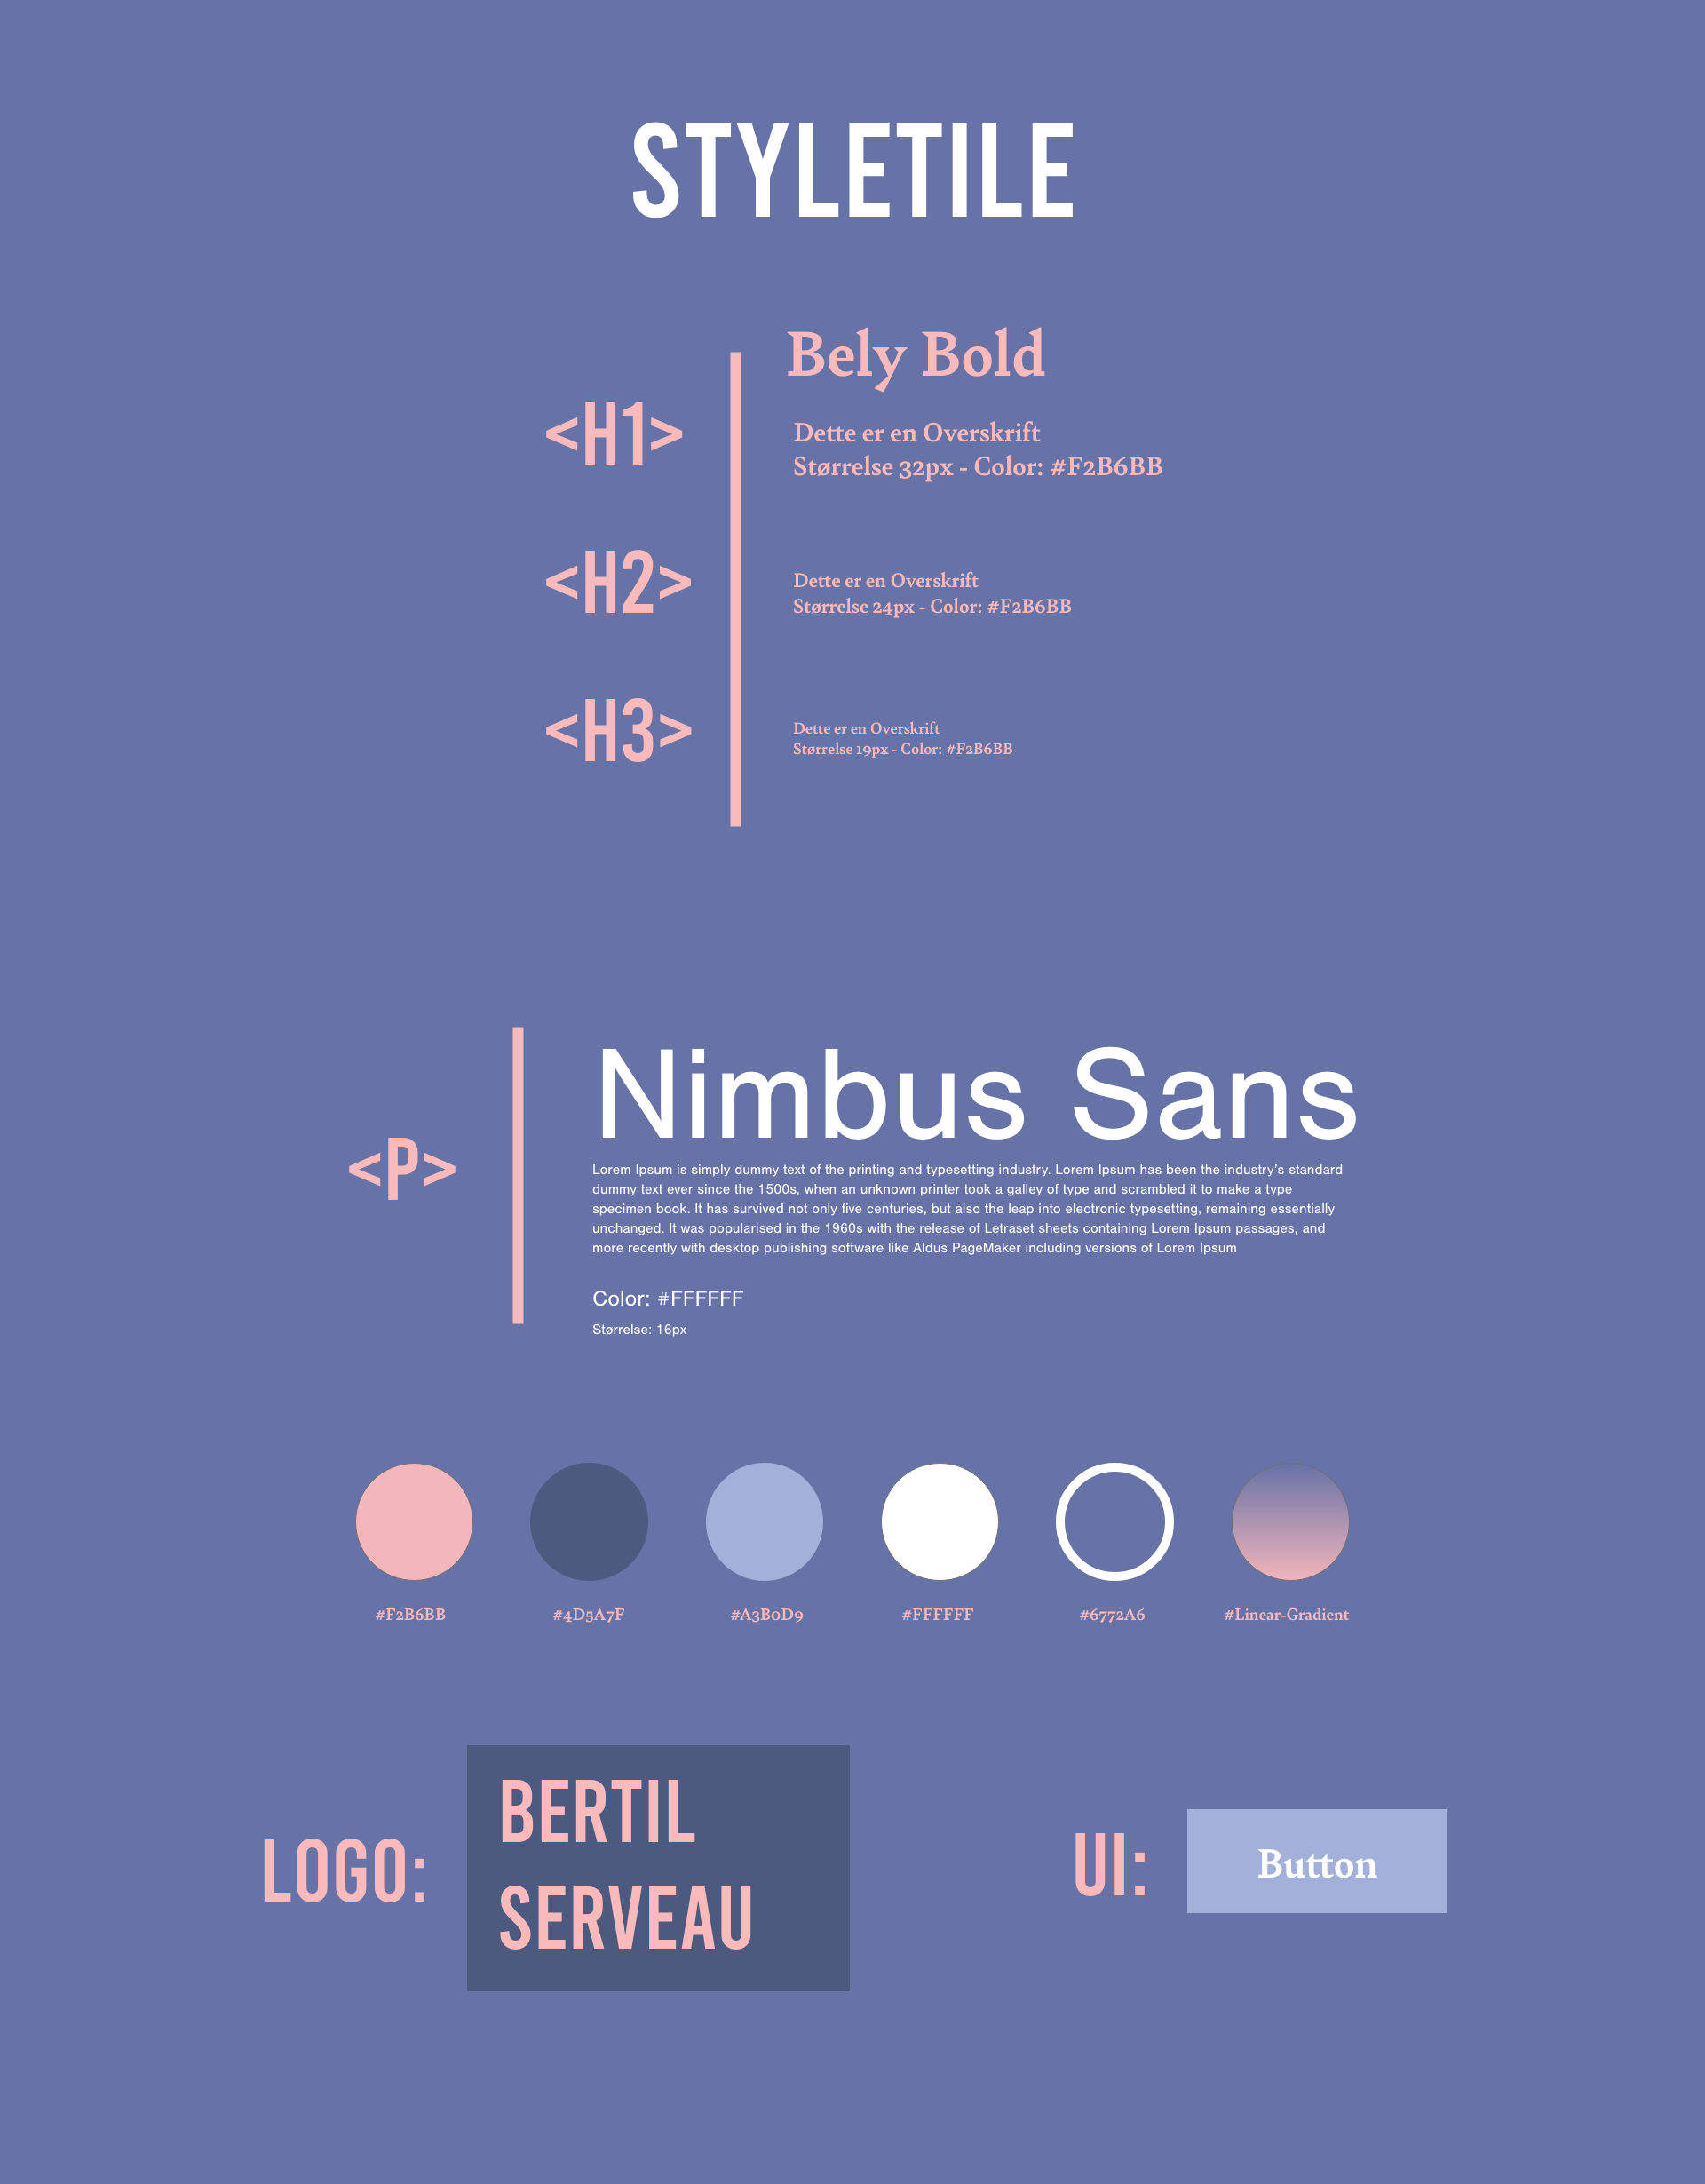 STYLETILE
Bely Bold
<H1>
Dette er en Overskrift
Størrelse 32px - Color: #F2B6BB
<H2>
Dette er en Overskrift
Størrelse 24px - Color: #F2B6BB
<H3>
Dette er en Overskrift
Størrelse 19px - Color: #F2B6BB
Nimbus Sans
<P>
Lorem Ipsum is simply dummy text of the printing and typesetting industry. Lorem Ipsum has been the industry’s standard
dummy text ever since the 1500s, when an unknown printer took a galley of type and scrambled it to make a type
specimen book. It has survived not only five centuries, but also the leap into electronic typesetting, remaining essentially
unchanged. It was popularised in the 1960s with the release of Letraset sheets containing Lorem Ipsum passages, and
more recently with desktop publishing software like Aldus PageMaker including versions of Lorem Ipsum
Color: #FFFFFF
Størrelse: 16px
#F2B6BB #4D5A7F #A3B0D9 #FFFFFF #6772A6 #Linear-Gradient
LOGO:
BERTIL
SERVEAU
UI:
Button